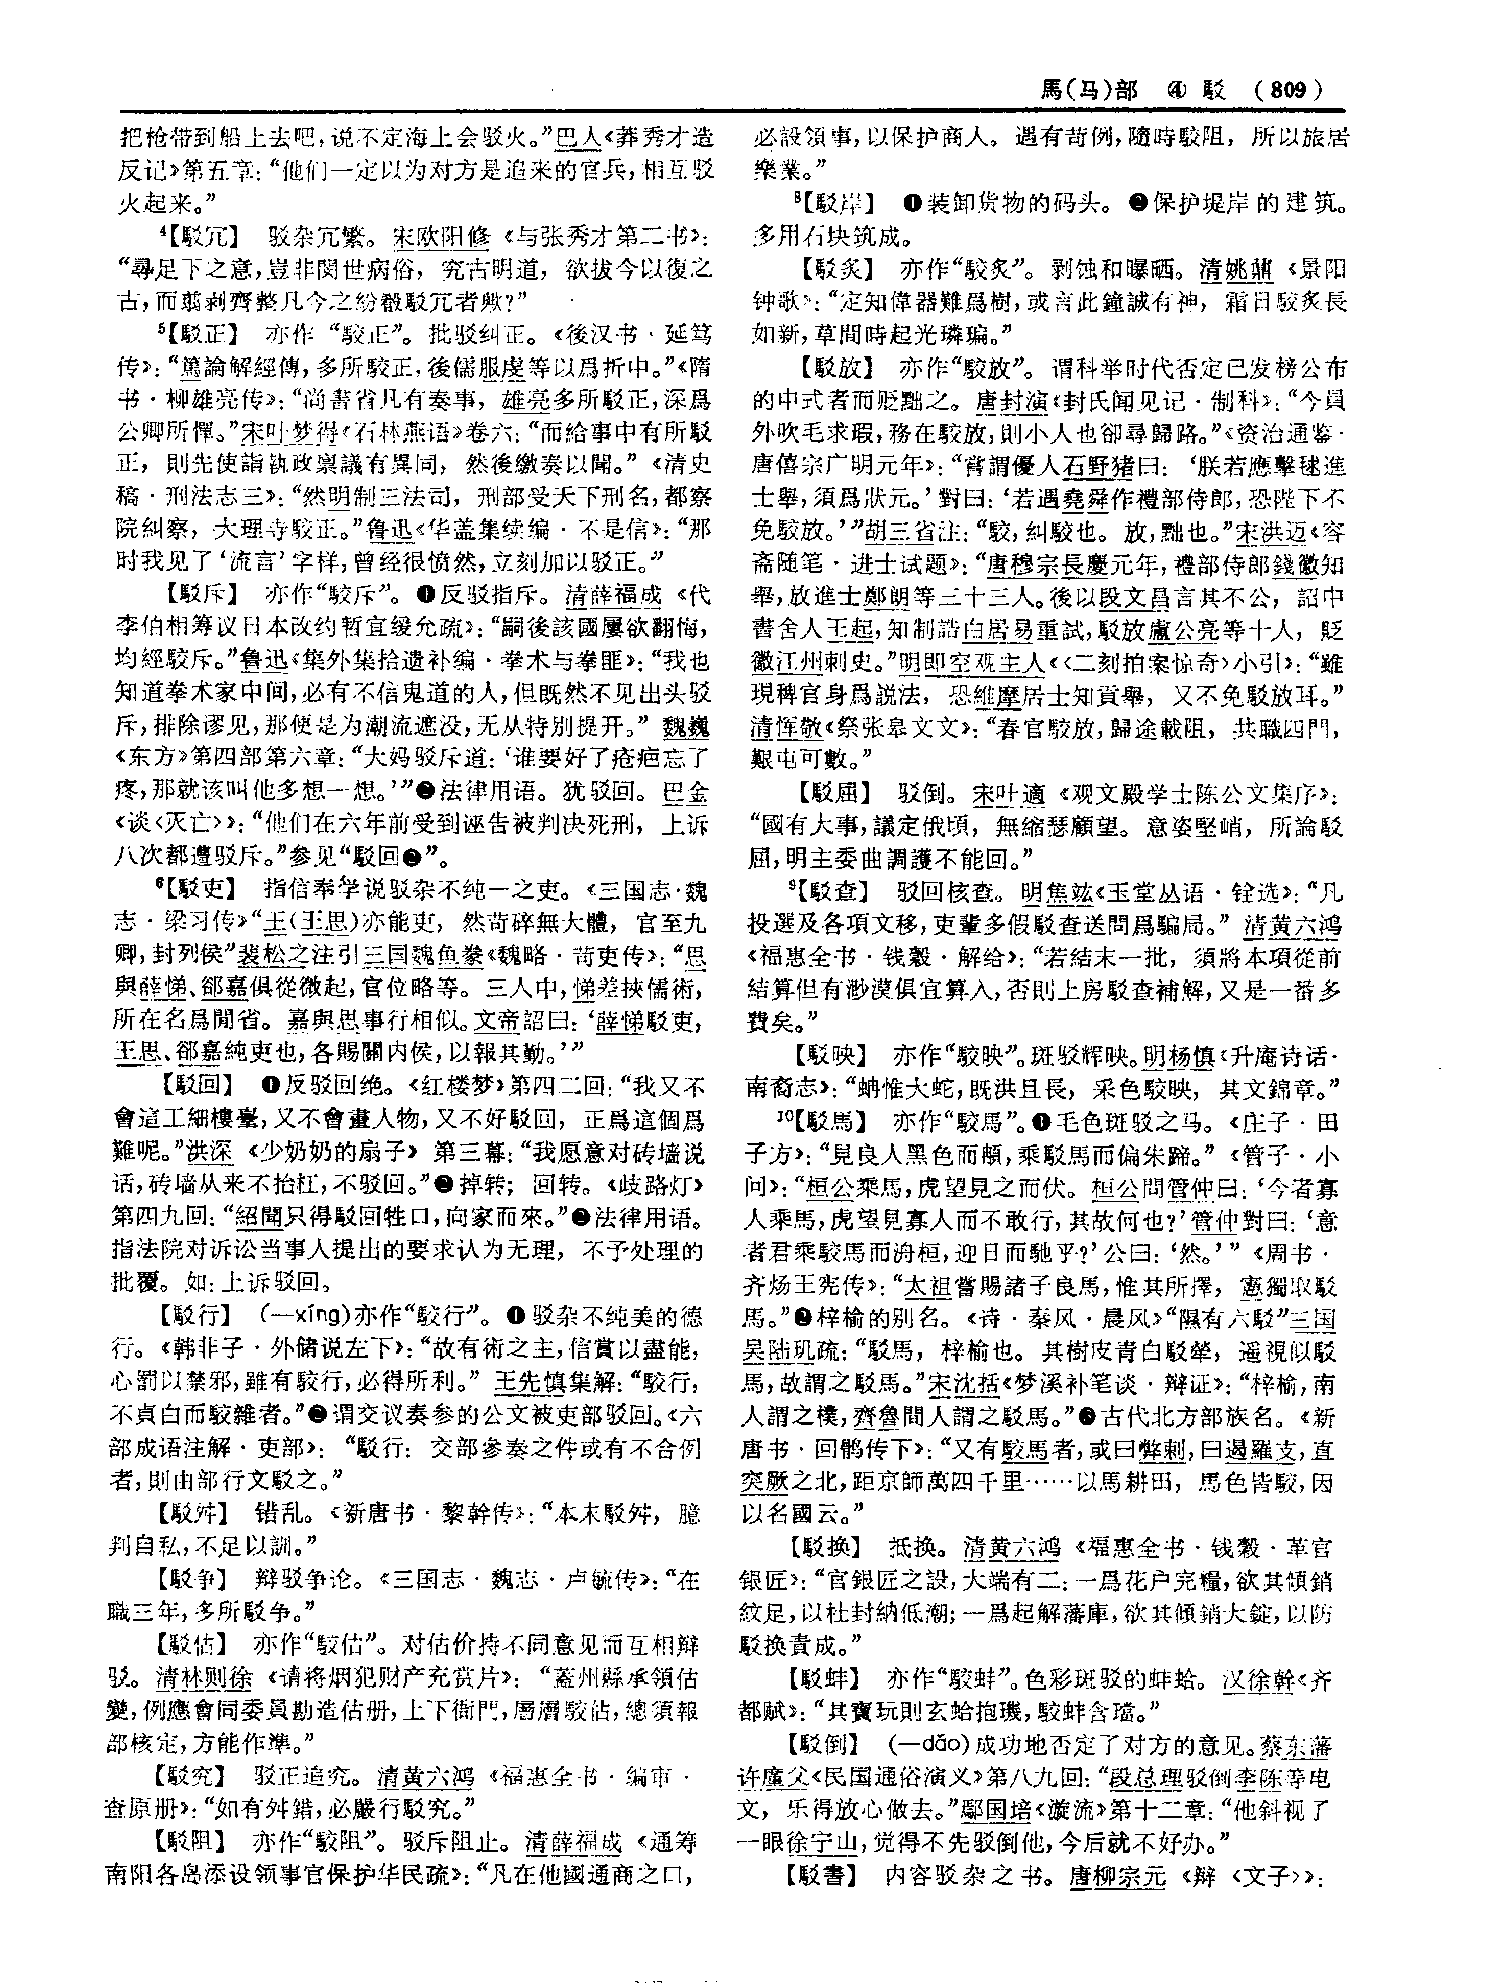 馬(马)部　④ 駁　(809)
把枪带到船上去吧,说不定海上会驳火。”巴人《莽秀才造
反记》第五章:“他们一定以为对方是追来的官兵,相互驳
火起来。”
⁴【駁冗】　驳杂冗繁。宋欧阳修《与张秀才第二书》:
“尋足下之意,豈非閔世病俗,究古明道,欲拔今以復之
古,而翦剥齊整凡今之紛殽駁冗者歟?”
⁵【駁正】　亦作“駮正”。批驳纠正。《後汉书·延笃
传》:“篤論解經傳,多所駮正,後儒服虔等以爲折中。”《隋
书·柳雄亮传》:“尚書省凡有奏事,雄亮多所駁正,深爲
公卿所憚。”宋叶梦得《石林燕语》卷六:“而給事中有所駁
正,則先使詣執政禀議有異同,然後繳奏以聞。”《清史
稿·刑法志三》:“然明制三法司,刑部受天下刑名,都察
院糾察,大理寺駮正。”鲁迅《华盖集续编·不是信》:“那
时我见了‘流言’字样,曾经很愤然,立刻加以驳正。”
【駁斥】　亦作“駮斥”。❶反驳指斥。清薛福成《代
李伯相筹议日本改约暂宜缓允疏》:“嗣後該國屢欲翻悔,
均經駮斥。”鲁迅《集外集拾遗补编·拳术与拳匪》:“我也
知道拳术家中间,必有不信鬼道的人,但既然不见出头驳
斥,排除谬见,那便是为潮流遮没,无从特别提开。”魏巍
《东方》第四部第六章:“大妈驳斥道:‘谁要好了疮疤忘了
疼,那就该叫他多想一想。’”❷法律用语。犹驳回。巴金
《谈〈灭亡〉》:“他们在六年前受到诬告被判决死刑,上诉
八次都遭驳斥。”参见“駁回❸”。
⁶【駁吏】　指信奉学说驳杂不纯一之吏。《三国志·魏
志·梁习传》“王(王思)亦能吏,然苛碎無大體,官至九
卿,封列侯”裴松之注引三国魏鱼豢《魏略·苛吏传》:“思
與薛悌、郤嘉俱從微起,官位略等。三人中,悌差挾儒術,
所在名爲閒省。嘉與思事行相似。文帝詔曰:‘薛悌駁吏,
王思、郤嘉純吏也,各賜關内侯,以報其勤。’”
【駁回】　❶反驳回绝。《红楼梦》第四二回:“我又不
會這工細樓臺,又不會畫人物,又不好駁回,正爲這個爲
難呢。”洪深《少奶奶的扇子》第三幕:“我愿意对砖墙说
话,砖墙从来不抬杠,不驳回。”❷掉转;回转。《歧路灯》
第四九回:“紹聞只得駁回牲口,向家而來。”❸法律用语。
指法院对诉讼当事人提出的要求认为无理,不予处理的
批覆。如:上诉驳回。
【駁行】　(—xíng)亦作“駮行”。❶驳杂不纯美的德
行。《韩非子·外储说左下》:“故有術之主,信賞以盡能,
心罰以禁邪,雖有駮行,必得所利。”王先慎集解:“駮行,
不貞白而駮雜者。”❷谓交议奏参的公文被吏部驳回。《六
部成语注解·吏部》:“駁行:交部參奏之件或有不合例
者,則由部行文駁之。”
【駁舛】　错乱。《新唐书·黎幹传》:“本末駁舛,臆
判自私,不足以訓。”
【駁争】　辩驳争论。《三国志·魏志·卢毓传》:“在
職三年,多所駁争。”
【駁估】　亦作“駮估”。对估价持不同意见而互相辩
驳。清林则徐《请将烟犯财产充赏片》:“蓋州縣承領估
變,例應會同委員勘造估册,上下衙門,層層駮估,總須報
部核定,方能作準。”
【駁究】　驳正追究。清黄六鸿《福惠全书·编审·
查原册》:“如有舛錯,必嚴行駁究。”
【駁阻】　亦作“駮阻”。驳斥阻止。清薛福成《通筹
南阳各岛添设领事官保护华民疏》:“凡在他國通商之口,
必設領事,以保护商人。遇有苛例,隨時駮阻,所以旅居
樂業。”
⁸【駁岸】　❶装卸货物的码头。❷保护堤岸的建筑。
多用石块筑成。
【駁炙】　亦作“駮炙”。剥蚀和曝晒。清姚鼐《景阳
钟歌》:“定知偉器難爲樹,或言此鐘誠有神,霜日駮炙長
如新,草間時起光璘瑞。”
【駁放】　亦作“駮放”。谓科举时代否定已发榜公布
的中式者而贬黜之。唐封演《封氏闻见记·制科》:“今員
外吹毛求瑕,務在駮放,則小人也卻尋歸路。”《资治通鉴·
唐僖宗广明元年》:“嘗謂優人石野猪曰:‘朕若應擊毬進
士舉,須爲狀元。’對曰:‘若遇堯舜作禮部侍郎,恐陛下不
免駮放。’”胡三省注:“駮,糾駮也。放,黜也。”宋洪迈《容
斋随笔·进士试题》:“唐穆宗長慶元年,禮部侍郎錢徽知
舉,放進士鄭朗等三十三人。後以段文昌言其不公,詔中
書舍人王起,知制誥白居易重試,駁放盧公亮等十人,貶
徽江州刺史。”明即空观主人《〈二刻拍案惊奇〉小引》:“雖
現稗官身爲説法,恐維摩居士知貢舉,又不免駁放耳。”
清恽敬《祭张皋文文》:“春官駮放,歸途載阻,共職四門,
艱屯可數。”
【駁屈】　驳倒。宋叶適《观文殿学士陈公文集序》:
“國有大事,議定俄頃,無縮瑟顧望。意姿堅峭,所論駁
屈,明主委曲調護不能回。”
⁹【駁查】　驳回核查。明焦竑《玉堂丛语·铨选》:“凡
投選及各項文移,吏輩多假駁查送問爲騙局。”清黄六鸿
《福惠全书·钱穀·解给》:“若結末一批,須將本項從前
結算但有渺漠俱宜算入,否則上房駁查補解,又是一番多
費矣。”
【駁映】　亦作“駮映”。斑驳辉映。明杨慎《升庵诗话·
南裔志》:“蚺惟大蛇,既洪且長,采色駮映,其文錦章。”
¹⁰【駁馬】　亦作“駮馬”。❶毛色斑驳之马。《庄子·田
子方》:“見良人黑色而頿,乘駁馬而偏朱蹄。”《管子·小
问》:“桓公乘馬,虎望見之而伏。桓公問管仲曰:‘今者寡
人乘馬,虎望見寡人而不敢行,其故何也?’管仲對曰:‘意
者君乘駮馬而洀桓,迎日而馳乎?’公曰:‘然。’”《周书·
齐炀王宪传》:“太祖嘗賜諸子良馬,惟其所擇,憲獨取駁
馬。”❷梓榆的别名。《诗·秦风·晨风》“隰有六駮”三国
吴陆玑疏:“駁馬,梓榆也。其樹皮青白駁犖,遥視似駁
馬,故謂之駁馬。”宋沈括《梦溪补笔谈·辩证》:“梓榆,南
人謂之樸,齊魯間人謂之駁馬。”❸古代北方部族名。《新
唐书·回鹘传下》:“又有駮馬者,或曰弊剌,曰遏羅支,直
突厥之北,距京師萬四千里……以馬耕田,馬色皆駮,因
以名國云。”
【駁换】　抵换。清黄六鸿《福惠全书·钱穀·革官
银匠》:“官銀匠之設,大端有二:一爲花户完糧,欲其傾銷
紋足,以杜封納低潮;一爲起解藩庫,欲其傾銷大錠,以防
駁换責成。”
【駁蚌】　亦作“駮蚌”。色彩斑驳的蚌蛤。汉徐幹《齐
都赋》:“其寶玩則玄蛤抱璣,駮蚌含璫。”
【駁倒】　(—dǎo)成功地否定了对方的意见。蔡东藩
许廑父《民国通俗演义》第八九回:“段总理驳倒李陈等电
文,乐得放心做去。”鄢国培《漩流》第十二章:“他斜视了
一眼徐宇山,觉得不先驳倒他,今后就不好办。”
【駁書】　内容驳杂之书。唐柳宗元《辩〈文子〉》: